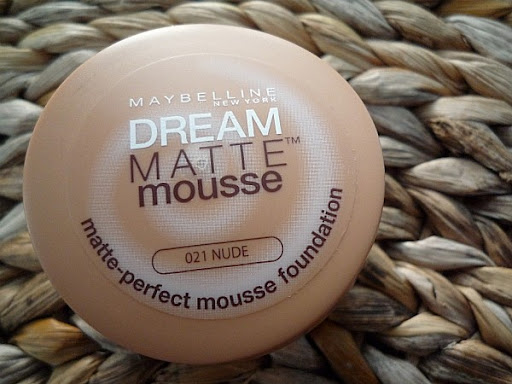 MAYBELLINE
NEW YORK
DREAM
MATTE™
mousse
021 NUDE
matte-perfect mousse foundation